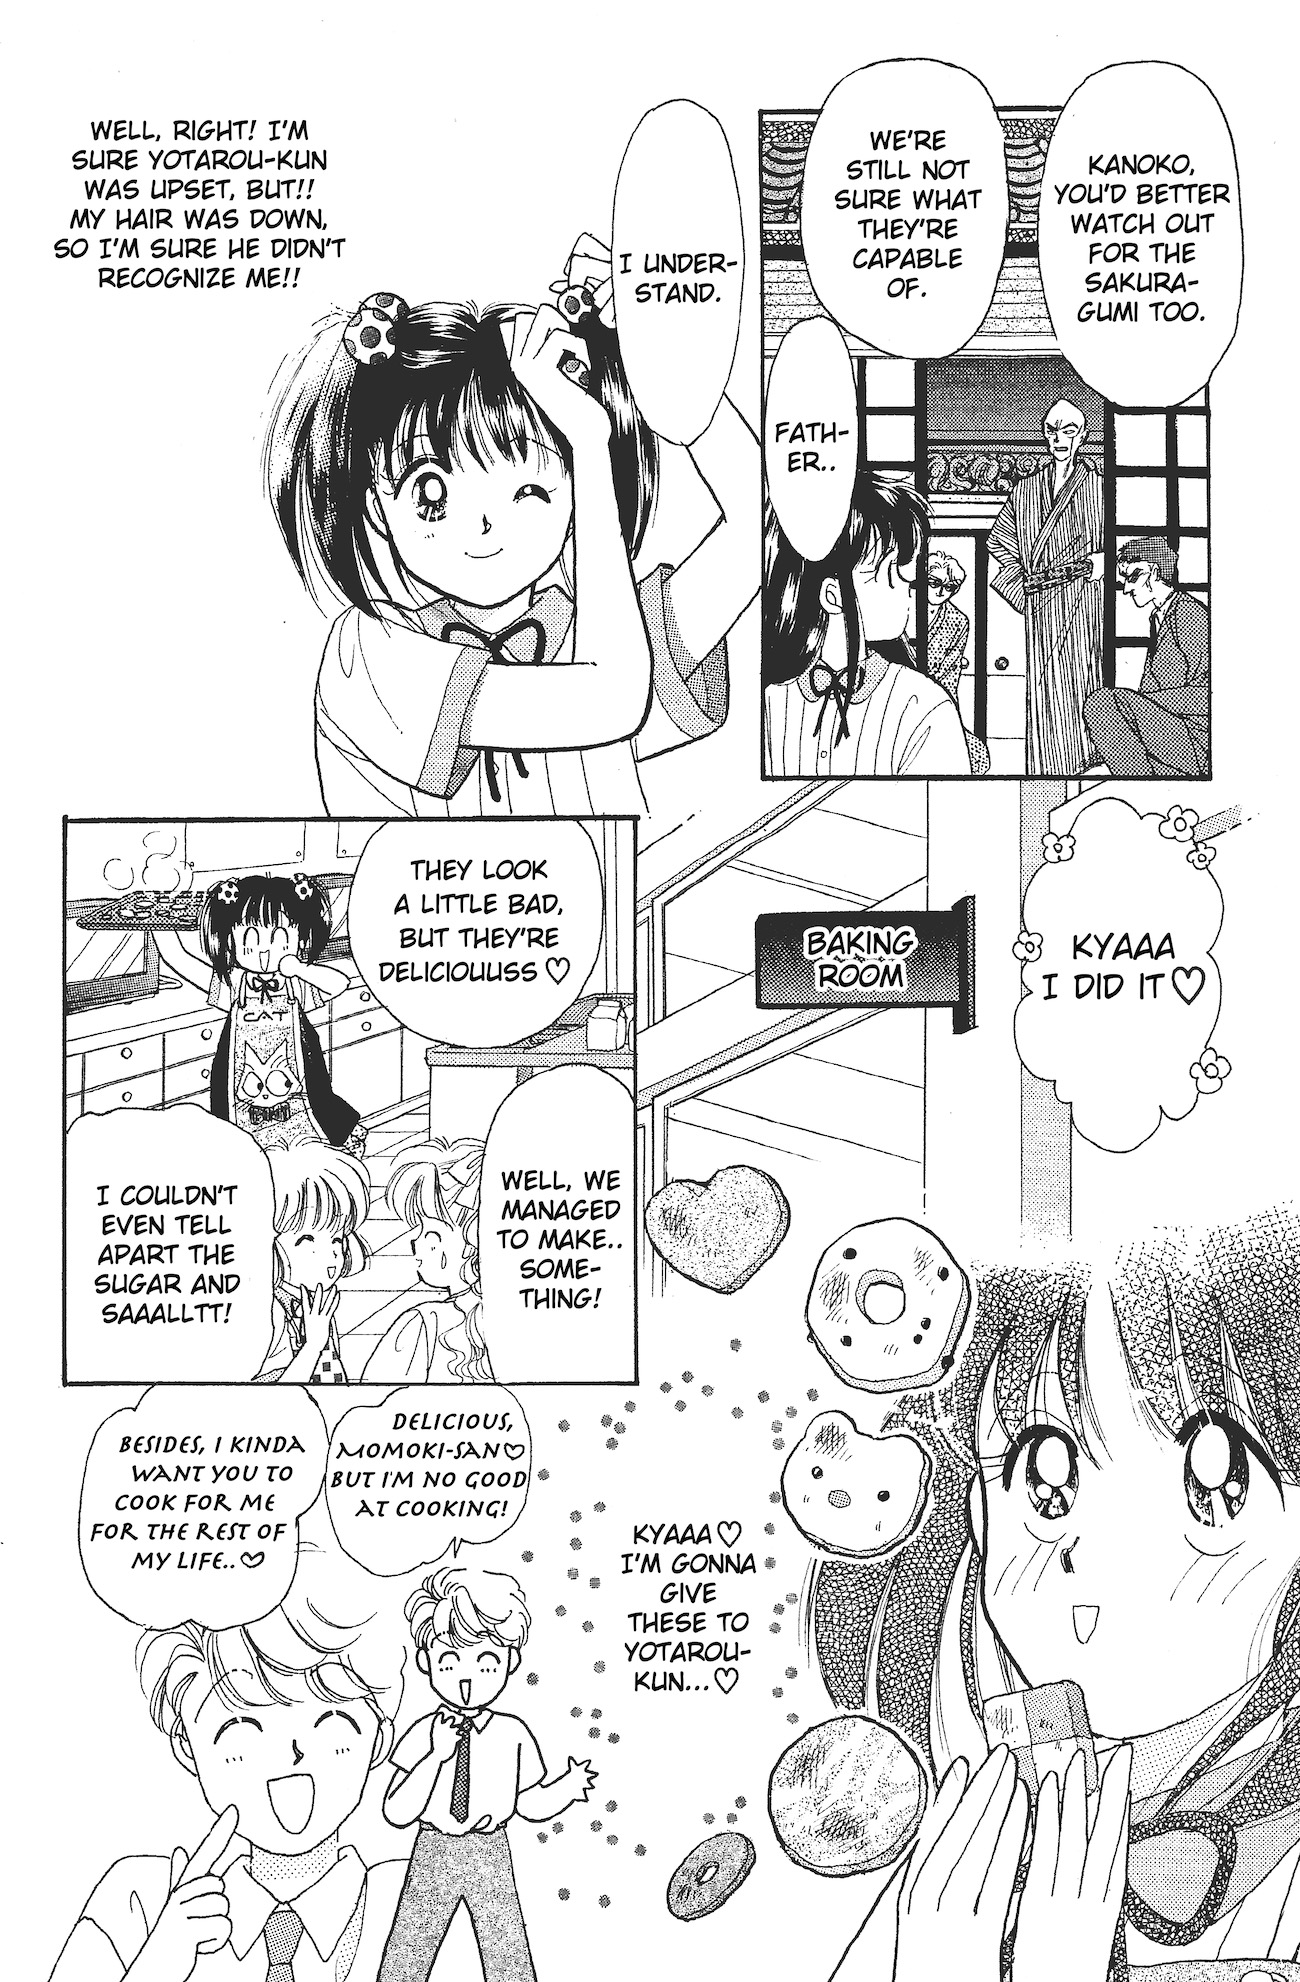 KANOKO,
YOU'D BETTER
WATCH OUT
FOR THE
SAKURA-
GUMI TOO.
WE'RE
STILL NOT
SURE WHAT
THEY'RE
CAPABLE
OF.
FATH-
ER..
I UNDER-
STAND.
WELL, RIGHT! I'M
SURE YOTAROU-KUN
WAS UPSET, BUT!!
MY HAIR WAS DOWN,
SO I'M SURE HE DIDN'T
RECOGNIZE ME!!
KYAAA
I DID IT♡
BAKING
ROOM
THEY LOOK
A LITTLE BAD,
BUT THEY'RE
DELICIOUUSS♡
CAT
WELL, WE
MANAGED
TO MAKE..
SOME-
THING!
I COULDN'T
EVEN TELL
APART THE
SUGAR AND
SAAALLTT!
KYAAA♡
I'M GONNA
GIVE
THESE TO
YOTAROU-
KUN...♡
DELICIOUS,
MOMOKI-SAN♡
BUT I'M NO GOOD
AT COOKING!
BESIDES, I KINDA
WANT YOU TO
COOK FOR ME
FOR THE REST OF
MY LIFE..♡